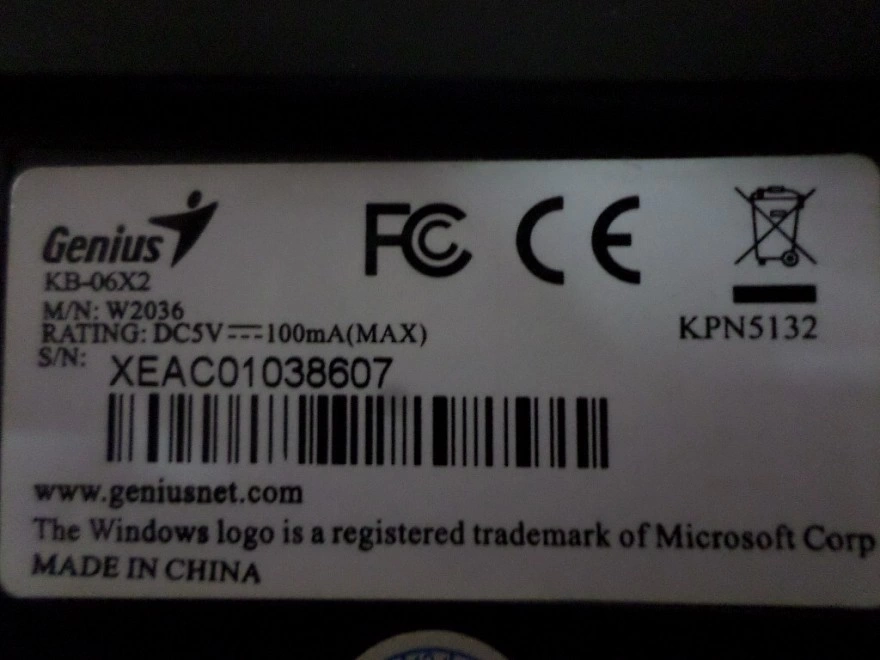 Genius
FC CE
KB-06X2
M/N: W2036
RATING: DC5V⎓100mA(MAX)
KPN5132
S/N:
XEAC01038607
www.geniusnet.com
The Windows logo is a registered trademark of Microsoft Corp
MADE IN CHINA